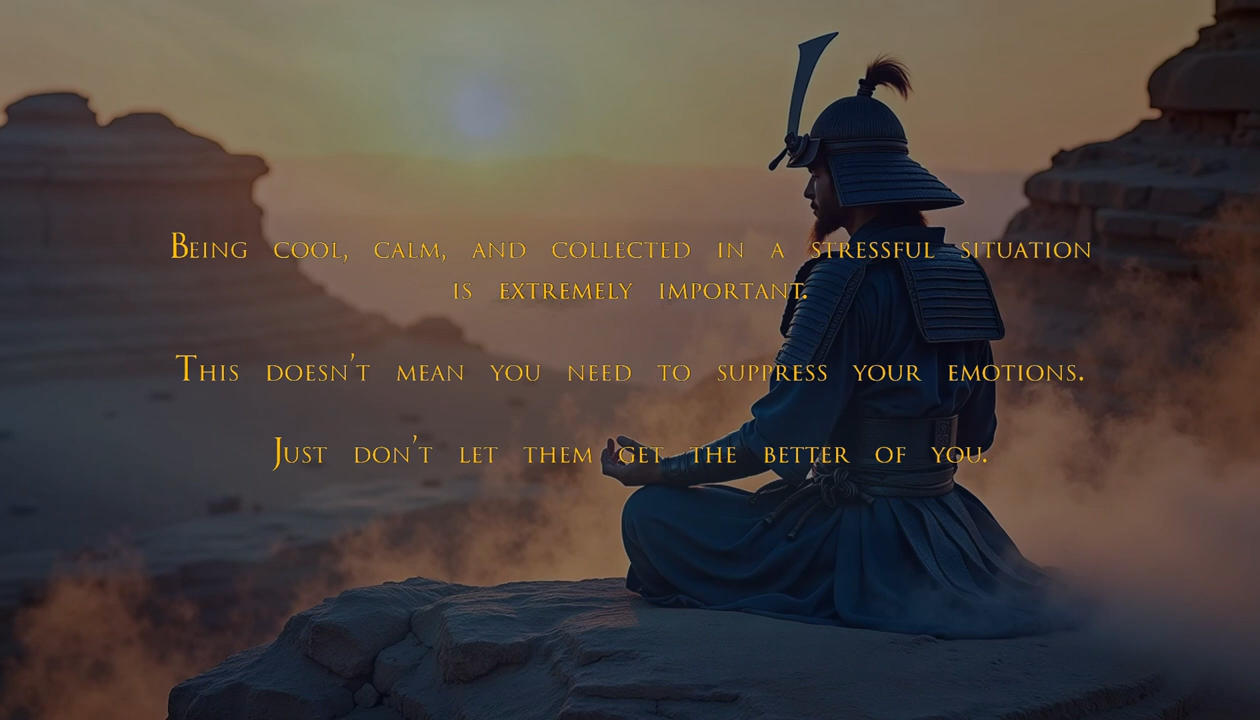 Being cool, calm, and collected in a stressful situation
is extremely important.
This doesn't mean you need to suppress your emotions.
Just don't let them get the better of you.